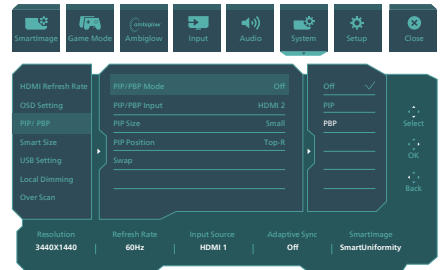 SmartImage
Game Mode
ambiglow
Ambiglow
Input
Audio
System
Setup
Close
HDMI Refresh Rate
OSD Setting
PIP/ PBP
Smart Size
USB Setting
Local Dimming
Over Scan
PIP/PBP Mode Off
PIP/PBP Input HDMI 2
PIP Size Small
PIP Position Top-R
Swap
Off
PIP
PBP
Select
OK
Back
Resolution Refresh Rate Input Source Adaptive Sync SmartImage
3440X1440 | 60Hz | HDMI 1 | Off | SmartUniformity